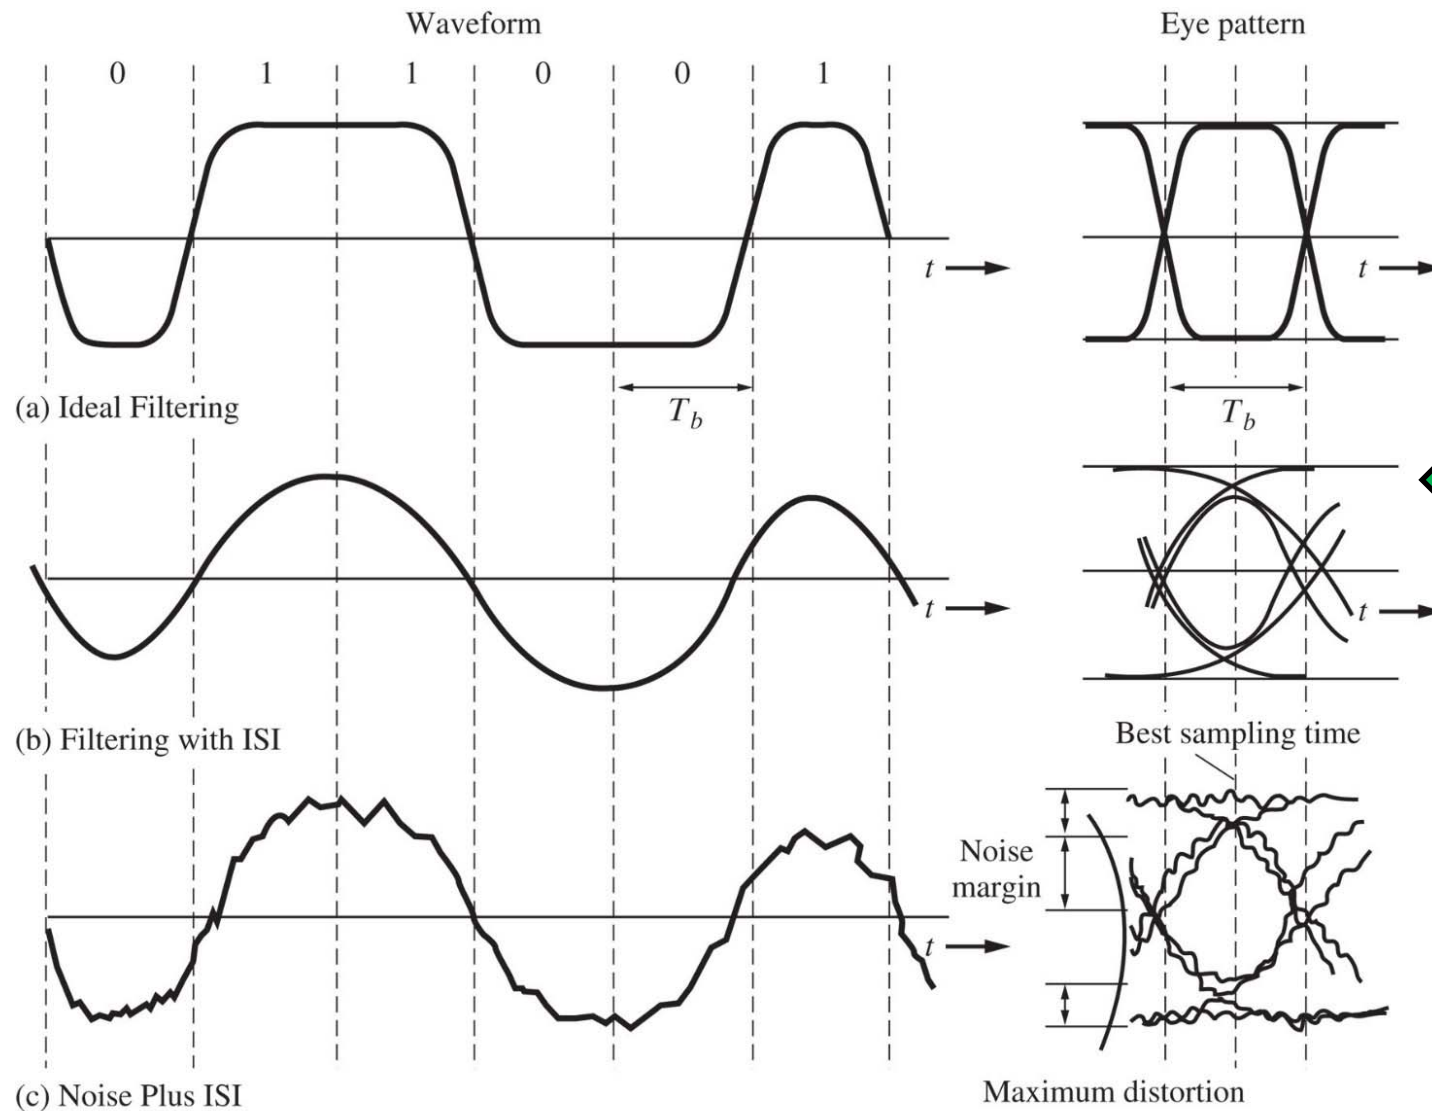 Waveform
Eye pattern
0 1 1 0 0 1
t
t
T_b
T_b
(a) Ideal Filtering
t
t
(b) Filtering with ISI
Best sampling time
Noise
margin
t
(c) Noise Plus ISI
Maximum distortion